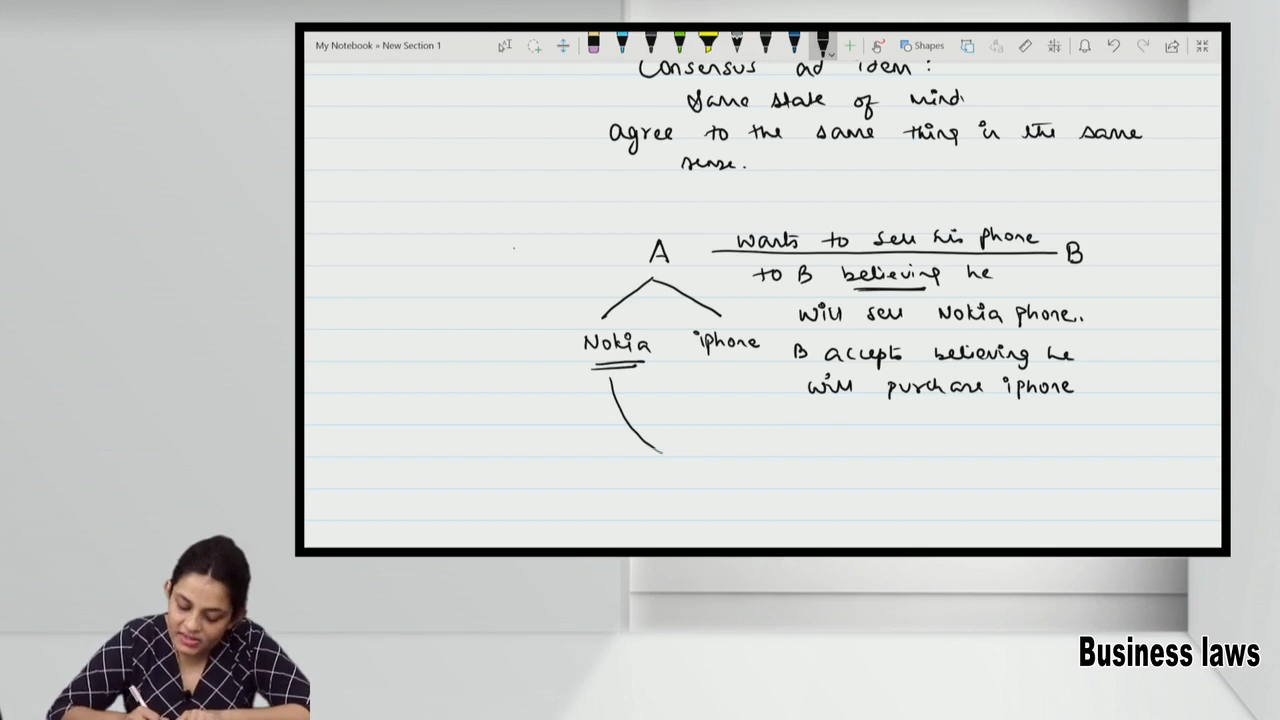 My Notebook » New Section 1
Shapes
Consensus ad idem :
Same state of mind
agree to the same thing in the same
sense.
A wants to sell his phone B
to B believing he
will sell Nokia phone.
Nokia iphone
B accepts believing he
will purchase iphone
Business laws